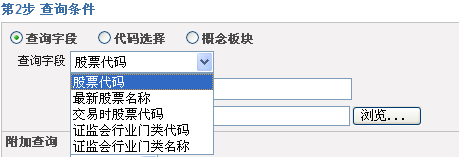 第2步 查询条件
查询字段 代码选择 概念板块
查询字段 股票代码
股票代码
最新股票名称
交易时股票代码
浏览...
证监会行业门类代码
证监会行业门类名称
附加查询